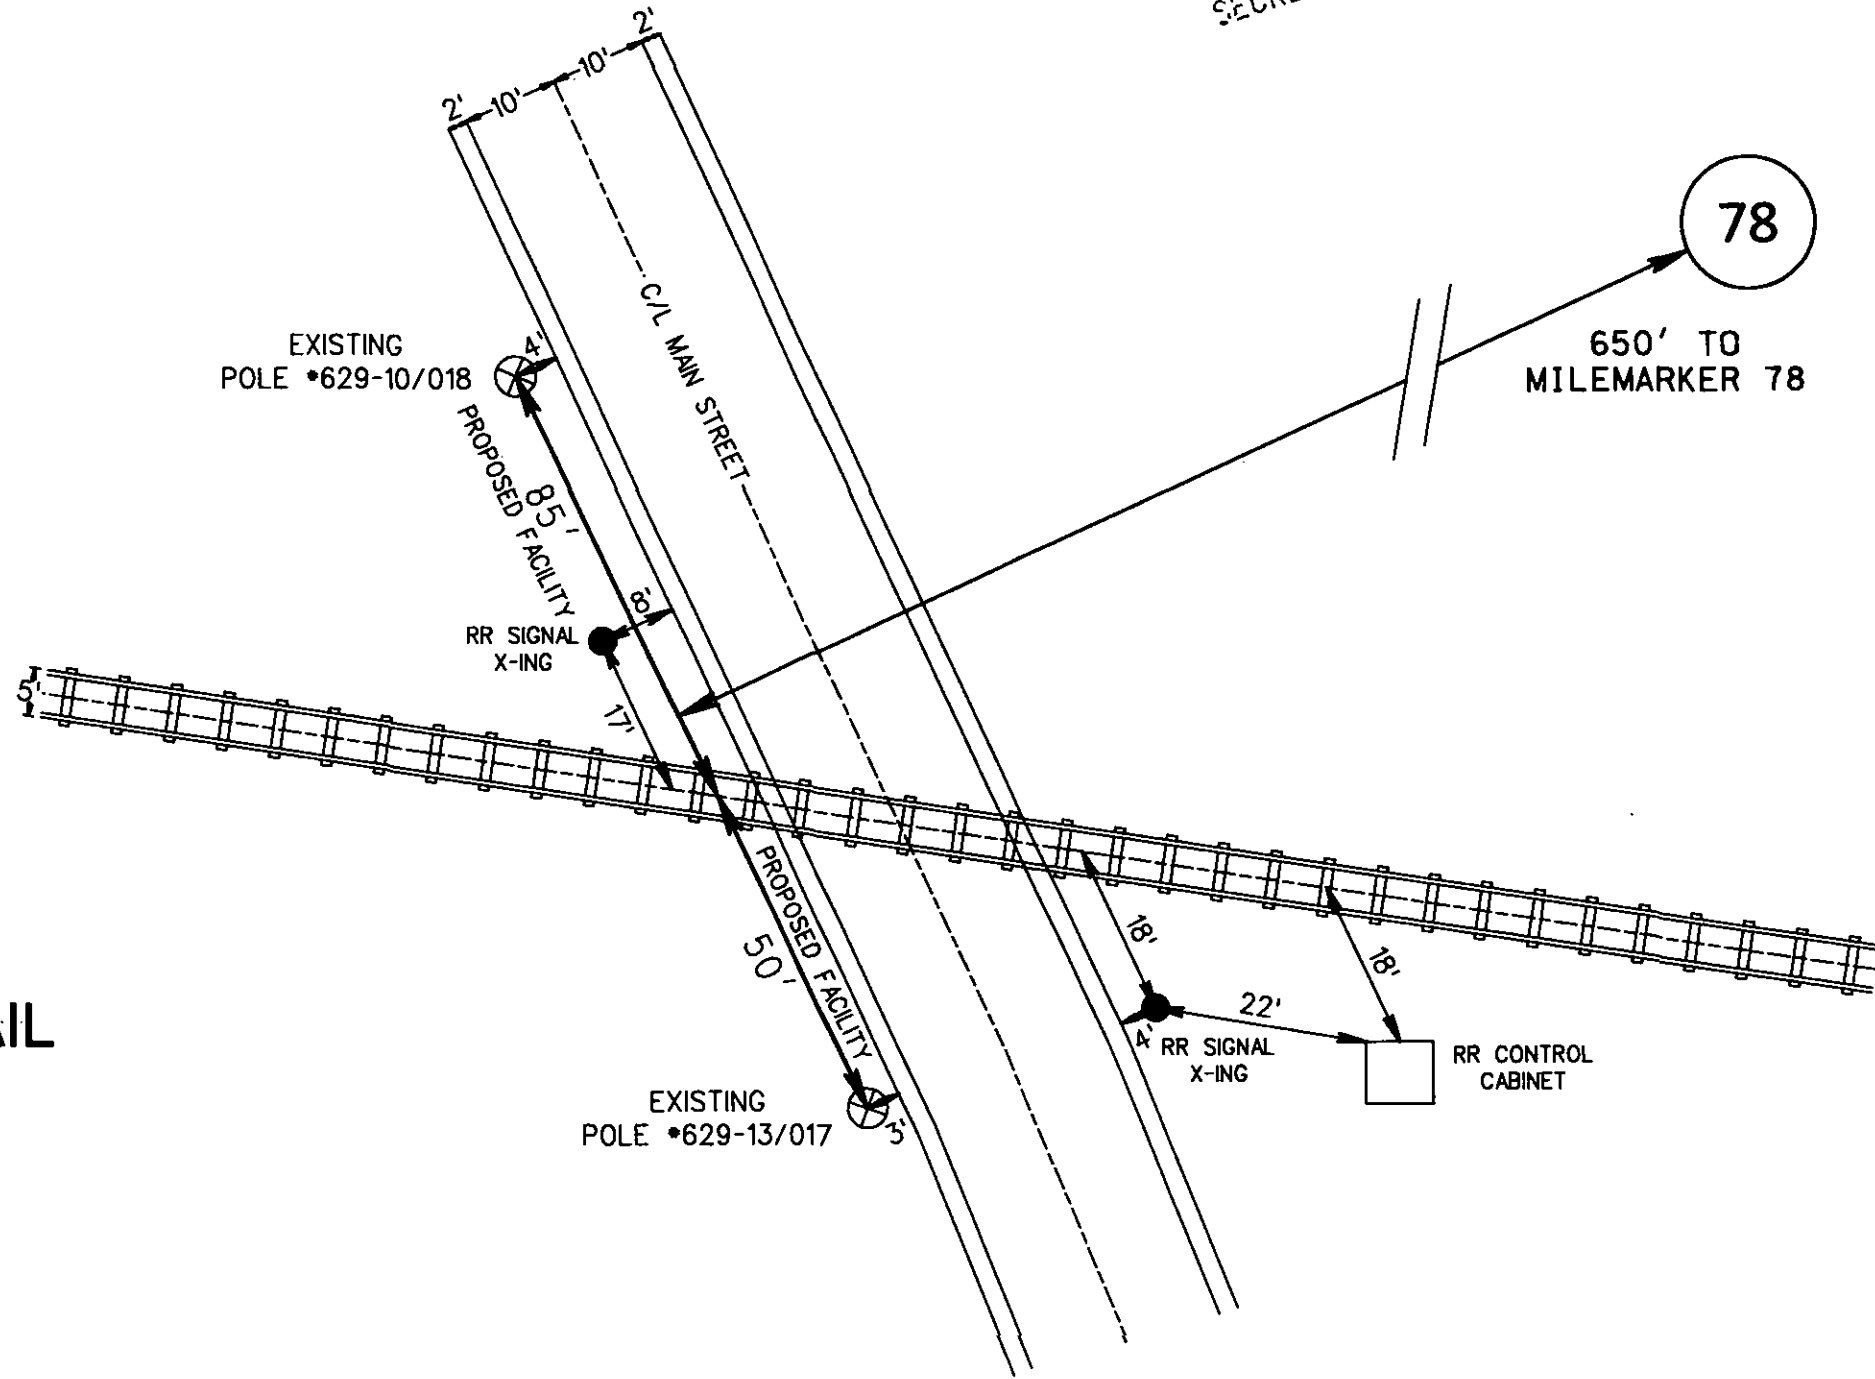 2'
10'
10'
2'
78
650' TO
MILEMARKER 78
C/L MAIN STREET
EXISTING
POLE *629-10/018
4'
PROPOSED FACILITY
85'
8'
RR SIGNAL
X-ING
17'
5'
PROPOSED FACILITY
50'
18'
18'
22'
4'
RR SIGNAL
X-ING
RR CONTROL
CABINET
EXISTING
POLE *629-13/017
3'